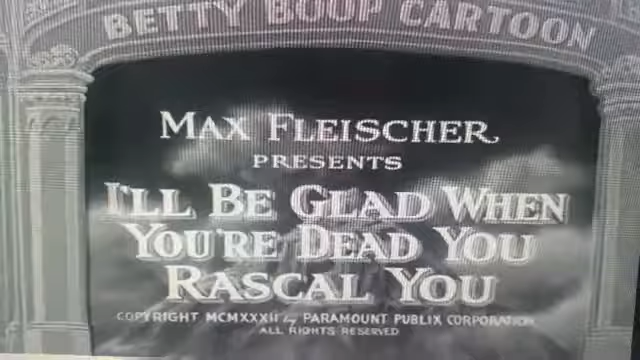 BETTY BOOP CARTOON
MAX FLEISCHER
PRESENTS
I'LL BE GLAD WHEN
YOU'RE DEAD YOU
RASCAL YOU
COPYRIGHT MCMXXXII by PARAMOUNT PUBLIX CORPORATION
ALL RIGHTS RESERVED